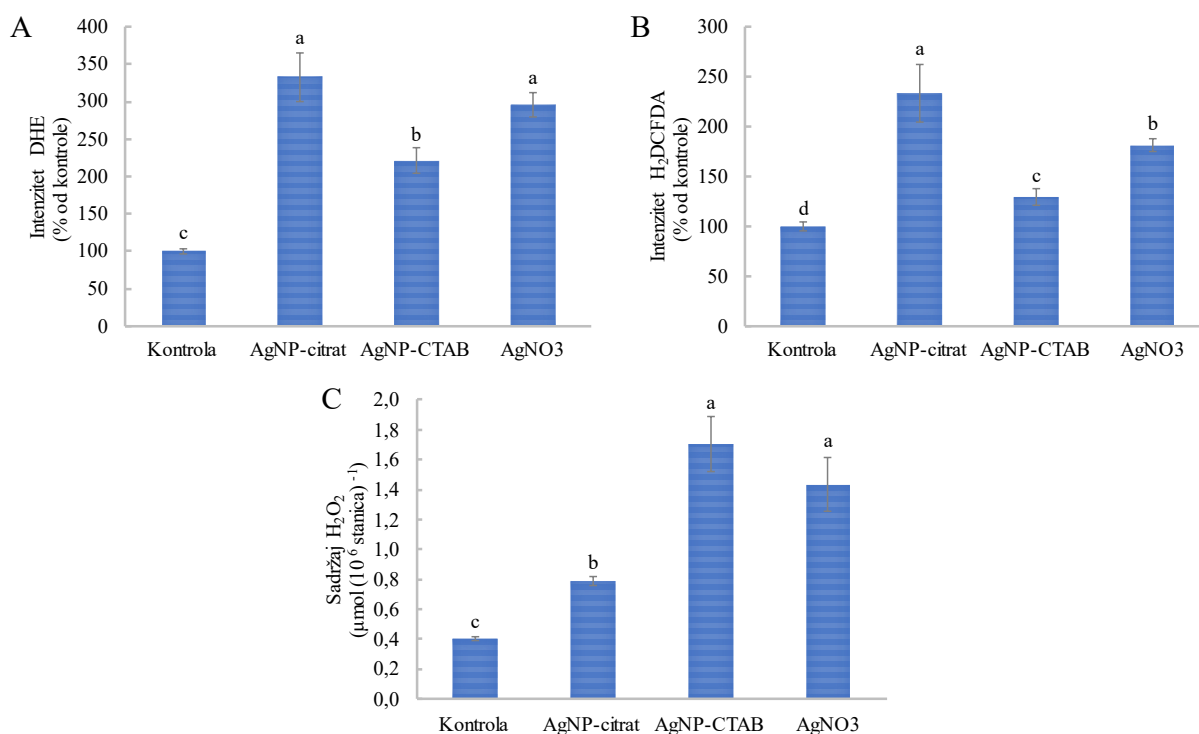 A
Intenzitet DHE
(% od kontrole)
400
350
300
250
200
150
100
50
0
c
a
b
a
Kontrola
AgNP-citrat
AgNP-CTAB
AgNO3
B
Intenzitet H₂DCFDA
(% od kontrole)
300
250
200
150
100
50
0
d
a
c
b
Kontrola
AgNP-citrat
AgNP-CTAB
AgNO3
C
Sadržaj H₂O₂
(µmol (10⁶ stanica)⁻¹)
2,0
1,8
1,6
1,4
1,2
1,0
0,8
0,6
0,4
0,2
0,0
c
b
a
a
Kontrola
AgNP-citrat
AgNP-CTAB
AgNO3